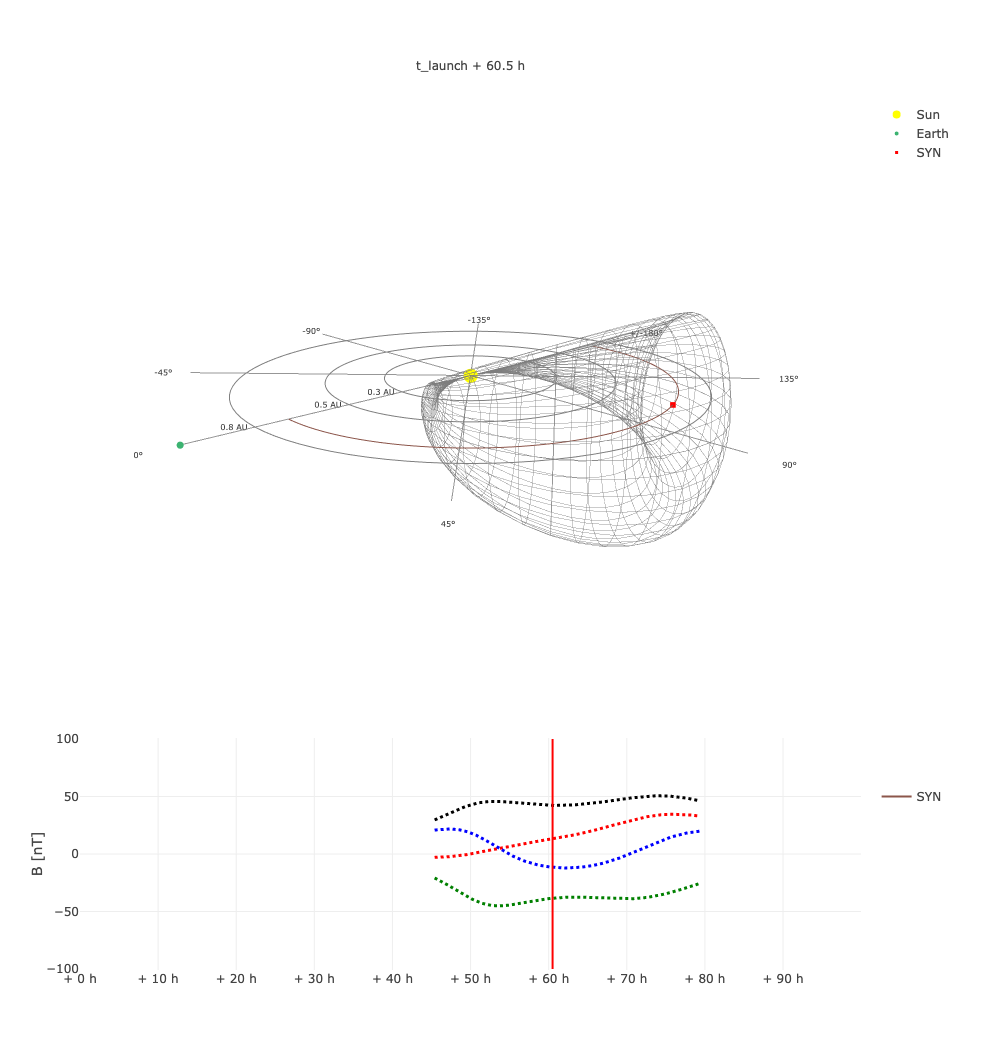 t_launch + 60.5 h
Sun
Earth
SYN
-135°
-90°
+/-180°
-45°
135°
0.3 AU
0.5 AU
0.8 AU
0°
90°
45°
100
50
0
−50
−100
B [nT]
SYN
+ 0 h
+ 10 h
+ 20 h
+ 30 h
+ 40 h
+ 50 h
+ 60 h
+ 70 h
+ 80 h
+ 90 h